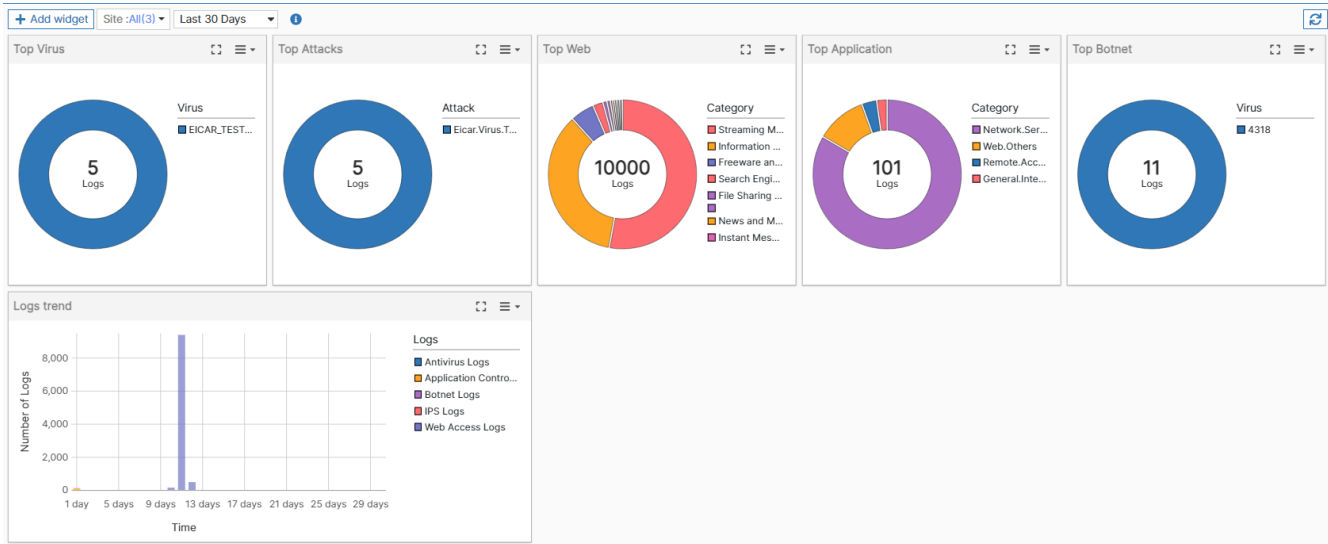 Add widget
Site :All(3)
Last 30 Days
Top Virus
5
Logs
Virus
EICAR_TEST...
Top Attacks
5
Logs
Attack
Eicar.Virus.T...
Top Web
10000
Logs
Category
Streaming M...
Information ...
Freeware an...
Search Engi...
File Sharing ...
News and M...
Instant Mes...
Top Application
101
Logs
Category
Network.Ser...
Web.Others
Remote.Acc...
General.Inte...
Top Botnet
11
Logs
Virus
4318
Logs trend
Number of Logs
8,000
6,000
4,000
2,000
0
1 day 5 days 9 days 13 days 17 days 21 days 25 days 29 days
Time
Logs
Antivirus Logs
Application Contro...
Botnet Logs
IPS Logs
Web Access Logs